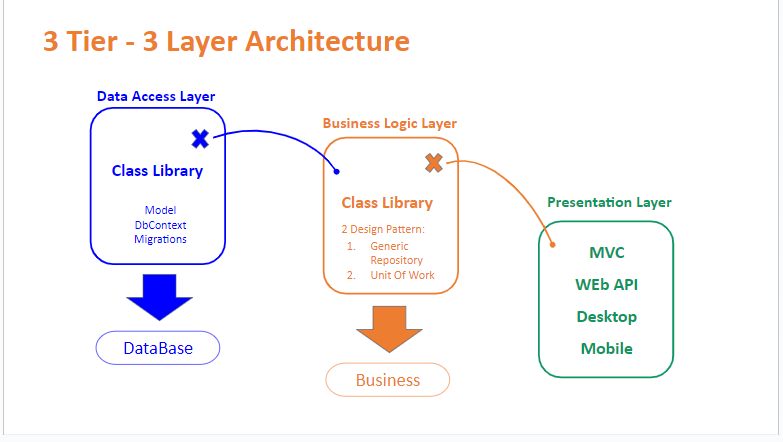 3 Tier - 3 Layer Architecture
Data Access Layer
Class Library
Model
DbContext
Migrations
DataBase
Business Logic Layer
Class Library
2 Design Pattern:
1. Generic
Repository
2. Unit Of Work
Business
Presentation Layer
MVC
WEb API
Desktop
Mobile